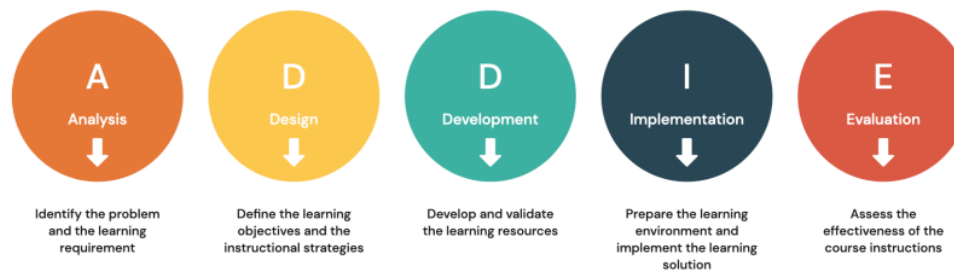 A
Analysis
Identify the problem
and the learning
requirement
D
Design
Define the learning
objectives and the
instructional strategies
D
Development
Develop and validate
the learning resources
I
Implementation
Prepare the learning
environment and
implement the learning
solution
E
Evaluation
Assess the
effectiveness of the
course instructions